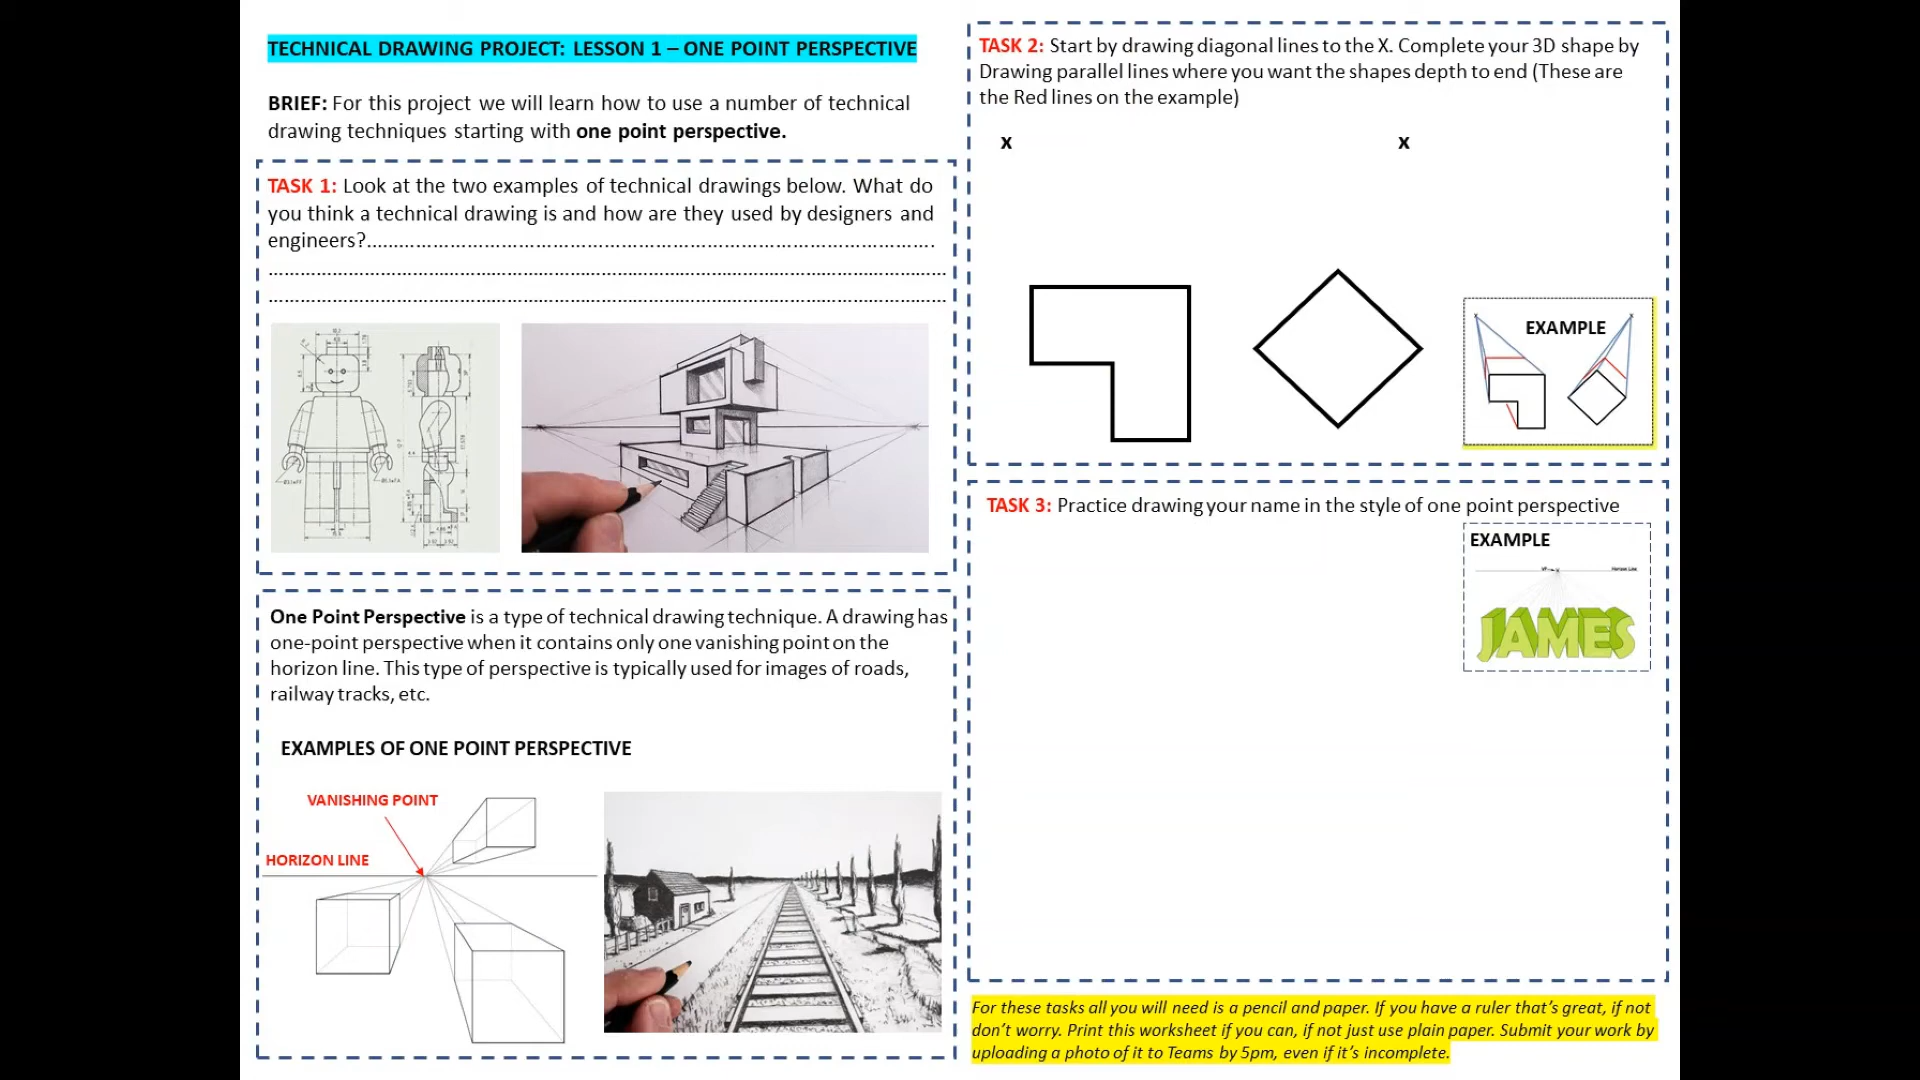 TECHNICAL DRAWING PROJECT: LESSON 1 – ONE POINT PERSPECTIVE
BRIEF: For this project we will learn how to use a number of technical
drawing techniques starting with one point perspective.
TASK 1: Look at the two examples of technical drawings below. What do
you think a technical drawing is and how are they used by designers and
engineers?
One Point Perspective is a type of technical drawing technique. A drawing has
one-point perspective when it contains only one vanishing point on the
horizon line. This type of perspective is typically used for images of roads,
railway tracks, etc.
EXAMPLES OF ONE POINT PERSPECTIVE
VANISHING POINT
HORIZON LINE
TASK 2: Start by drawing diagonal lines to the X. Complete your 3D shape by
Drawing parallel lines where you want the shapes depth to end (These are
the Red lines on the example)
x x
EXAMPLE
TASK 3: Practice drawing your name in the style of one point perspective
EXAMPLE
Horizon Line
JAMES
For these tasks all you will need is a pencil and paper. If you have a ruler that's great, if not
don't worry. Print this worksheet if you can, if not just use plain paper. Submit your work by
uploading a photo of it to Teams by 5pm, even if it's incomplete.